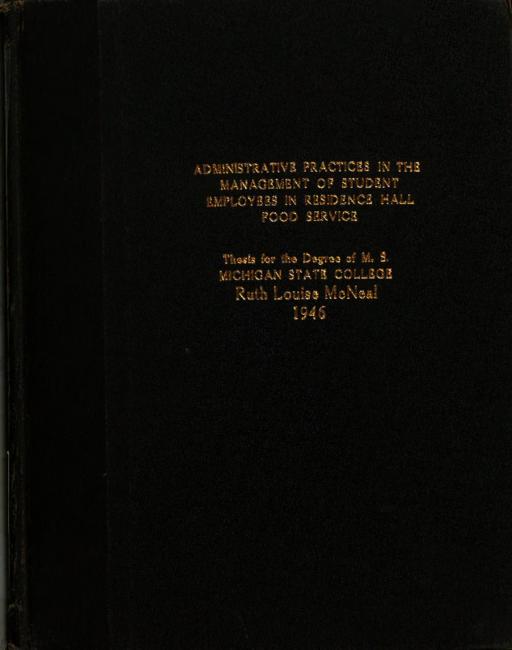 ADMINISTRATIVE PRACTICES IN THE
MANAGEMENT OF STUDENT
EMPLOYEES IN RESIDENCE HALL
FOOD SERVICE
Thesis for the Degree of M. S.
MICHIGAN STATE COLLEGE
Ruth Louise McNeal
1946